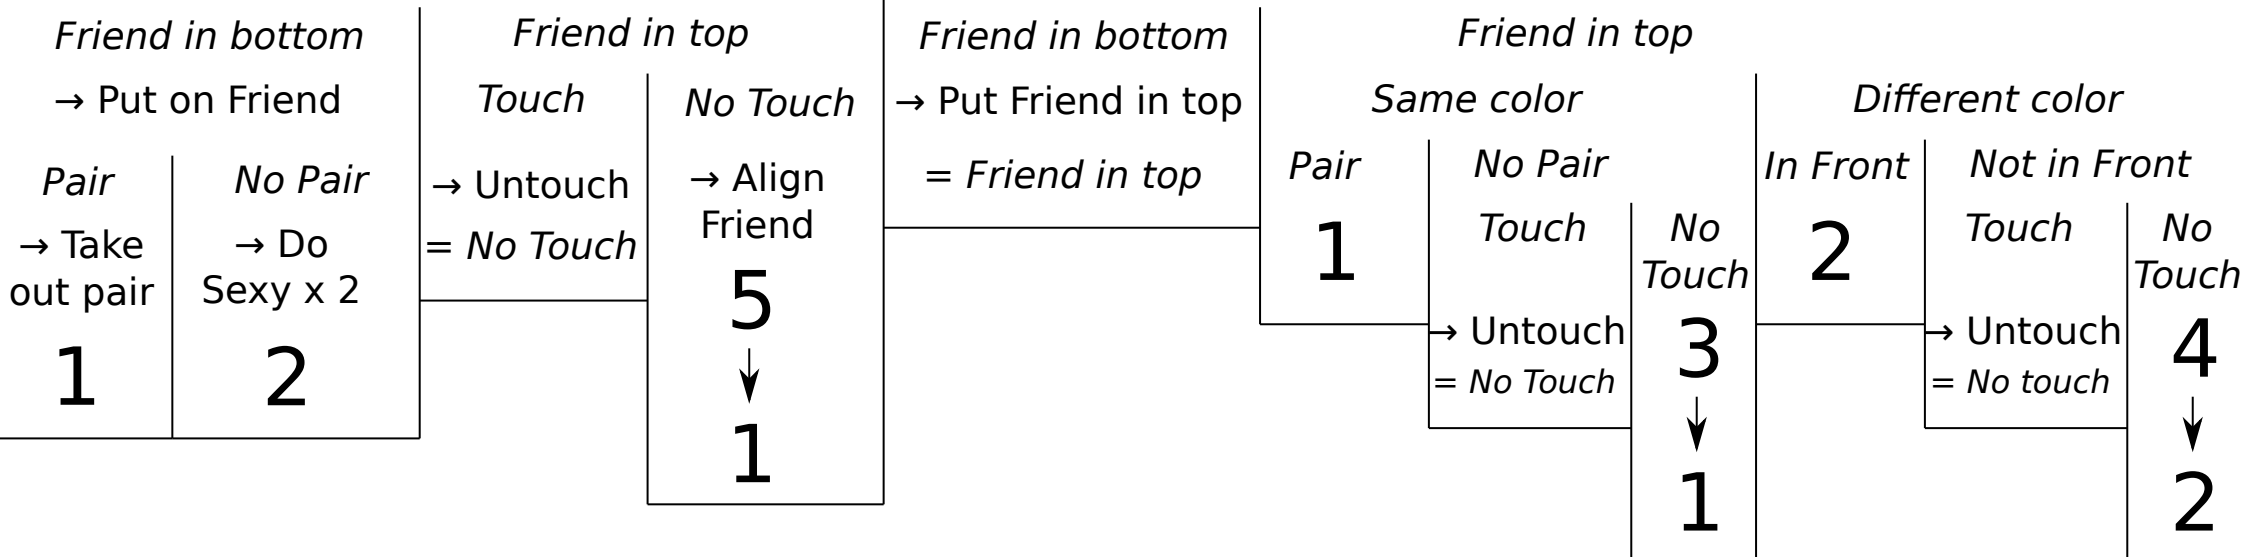 Friend in bottom
→ Put on Friend
Pair
→ Take
out pair
1
No Pair
→ Do
Sexy x 2
2
Friend in top
Touch
→ Untouch
= No Touch
No Touch
→ Align
Friend
5
↓
1
Friend in bottom
→ Put Friend in top
= Friend in top
Friend in top
Same color
Pair
1
No Pair
Touch
→ Untouch
= No Touch
No
Touch
3
↓
1
Different color
In Front
2
Not in Front
Touch
→ Untouch
= No touch
No
Touch
4
↓
2